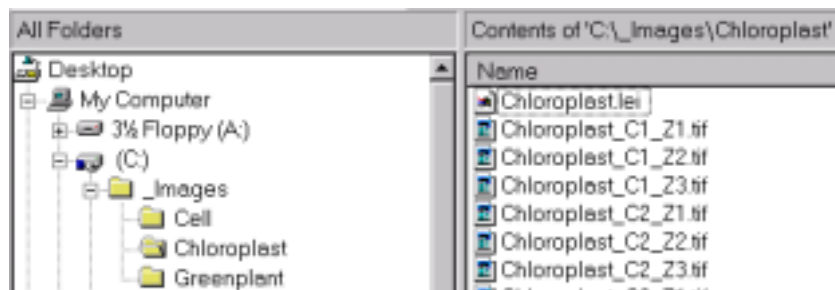 All Folders
Desktop
My Computer
3½ Floppy (A:)
(C:)
_Images
Cell
Chloroplast
Greenplant
Contents of 'C:\_Images\Chloroplast'
Name
Chloroplast.lei
Chloroplast_C1_Z1.tif
Chloroplast_C1_Z2.tif
Chloroplast_C1_Z3.tif
Chloroplast_C2_Z1.tif
Chloroplast_C2_Z2.tif
Chloroplast_C2_Z3.tif